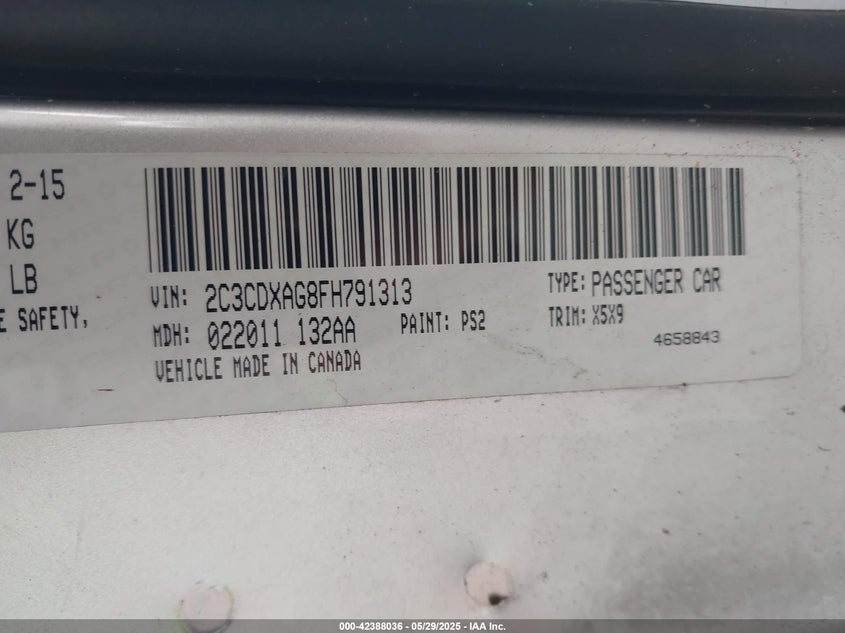 2-15
KG
LB
E SAFETY,
VIN: 2C3CDXAG8FH791313
TYPE: PASSENGER CAR
MDH: 022011 132AA
PAINT: PS2
TRIM: X5X9
VEHICLE MADE IN CANADA
4658843
000-42388036 - 05/29/2025 - IAA Inc.